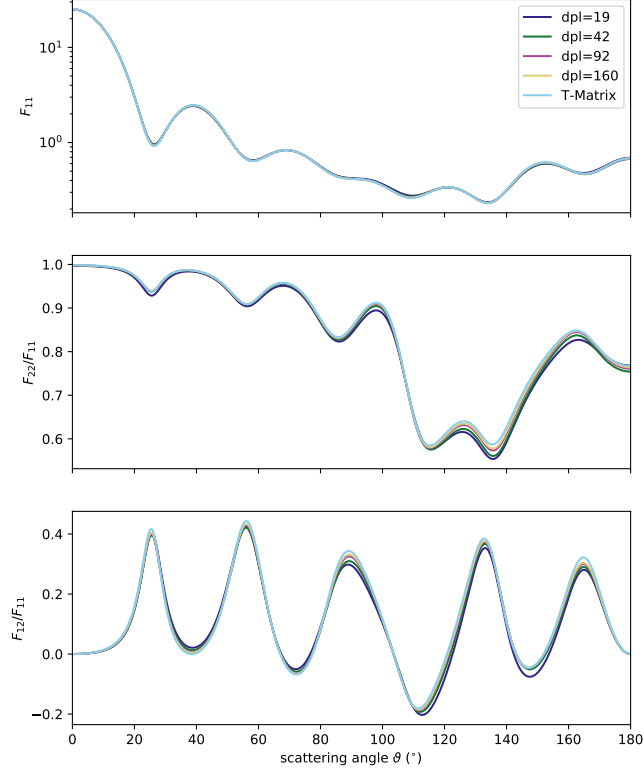 10¹
10⁰
F₁₁
dpl=19
dpl=42
dpl=92
dpl=160
T-Matrix
1.0
0.9
0.8
0.7
0.6
F₂₂/F₁₁
0.4
0.2
0.0
−0.2
F₁₂/F₁₁
0 20 40 60 80 100 120 140 160 180
scattering angle ϑ (°)